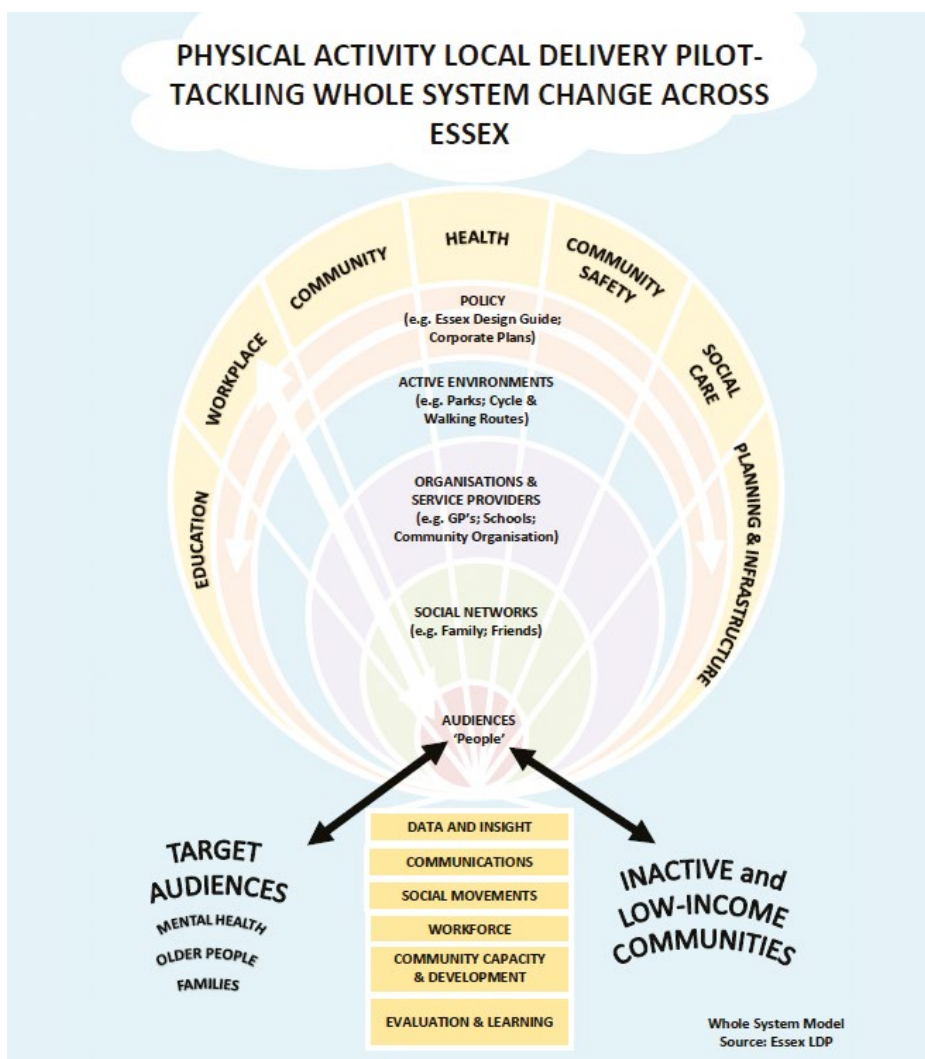 PHYSICAL ACTIVITY LOCAL DELIVERY PILOT-
TACKLING WHOLE SYSTEM CHANGE ACROSS
ESSEX
EDUCATION
WORKPLACE
COMMUNITY
HEALTH
COMMUNITY
SAFETY
SOCIAL
CARE
PLANNING & INFRASTRUCTURE
POLICY
(e.g. Essex Design Guide;
Corporate Plans)
ACTIVE ENVIRONMENTS
(e.g. Parks; Cycle &
Walking Routes)
ORGANISATIONS &
SERVICE PROVIDERS
(e.g. GP's; Schools;
Community Organisation)
SOCIAL NETWORKS
(e.g. Family; Friends)
AUDIENCES
'People'
TARGET
AUDIENCES
MENTAL HEALTH
OLDER PEOPLE
FAMILIES
DATA AND INSIGHT
COMMUNICATIONS
SOCIAL MOVEMENTS
WORKFORCE
COMMUNITY CAPACITY
& DEVELOPMENT
EVALUATION & LEARNING
INACTIVE and
LOW-INCOME
COMMUNITIES
Whole System Model
Source: Essex LDP